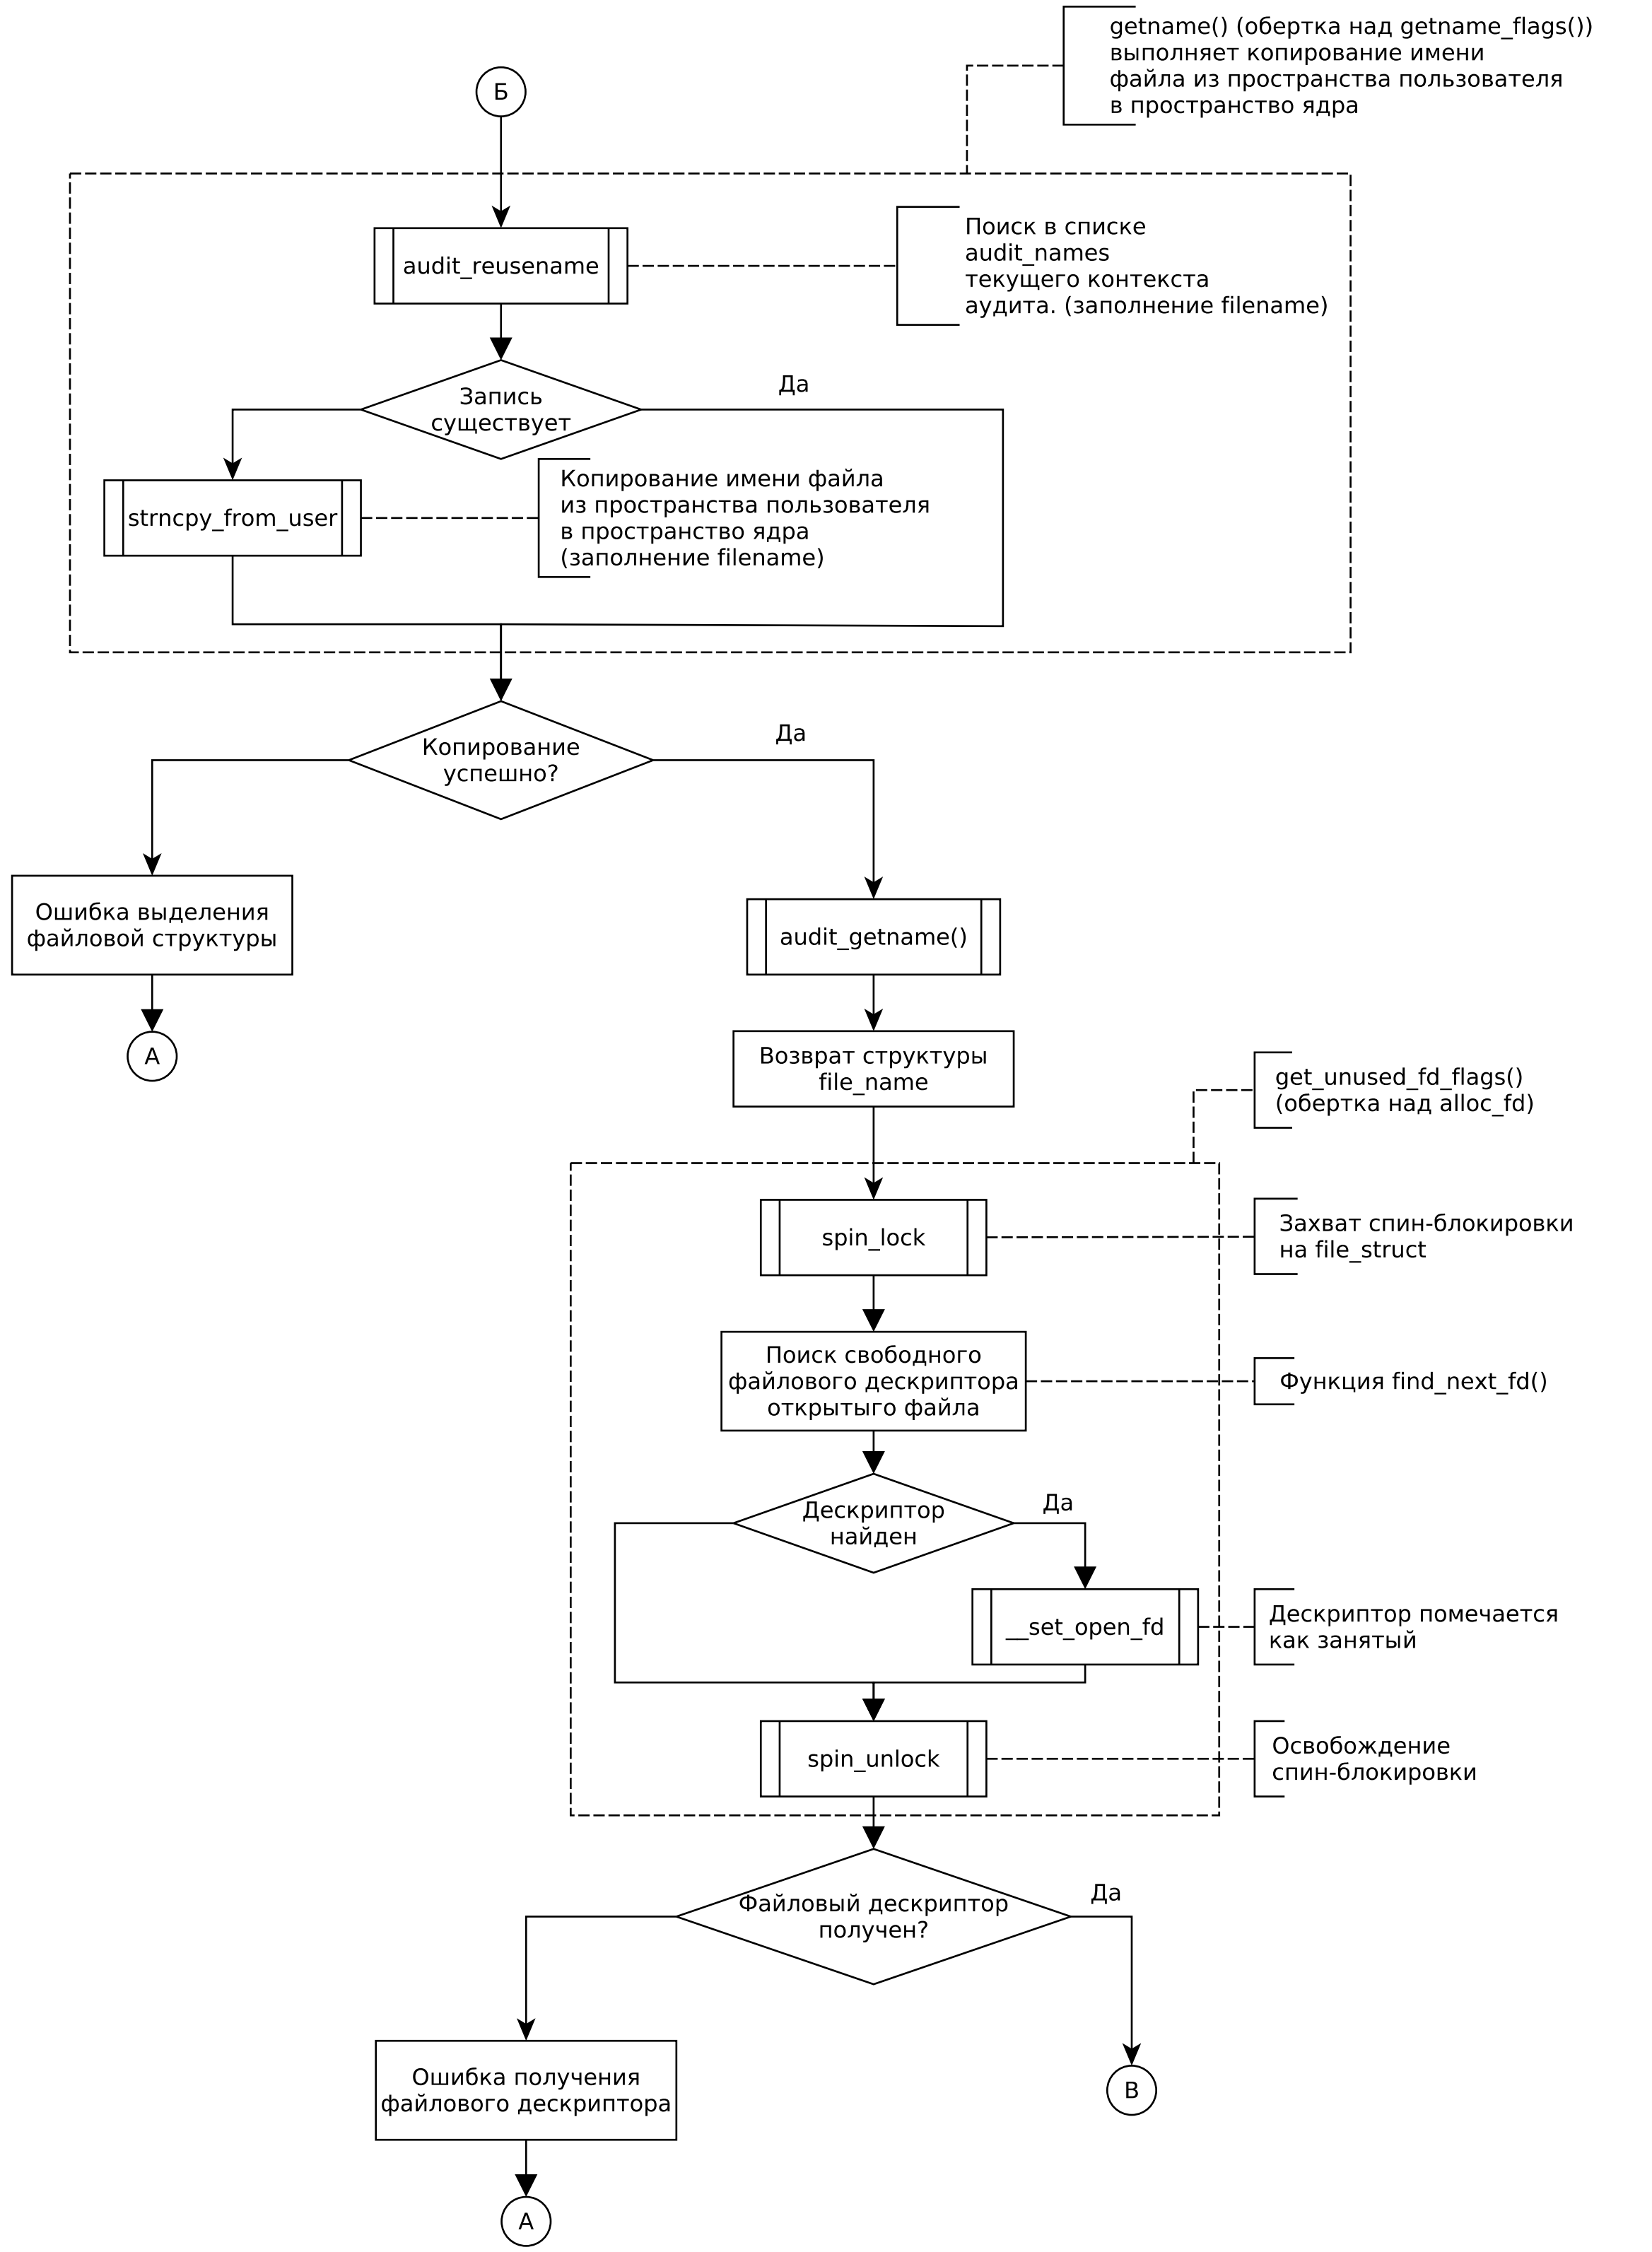 getname() (обертка над getname_flags())
выполняет копирование имени
файла из пространства пользователя
в пространство ядра
Б
audit_reusename
Поиск в списке
audit_names
текущего контекста
аудита. (заполнение filename)
Запись
существует
Да
strncpy_from_user
Копирование имени файла
из пространства пользователя
в пространство ядра
(заполнение filename)
Копирование
успешно?
Да
Ошибка выделения
файловой структуры
А
audit_getname()
Возврат структуры
file_name
get_unused_fd_flags()
(обертка над alloc_fd)
spin_lock
Захват спин-блокировки
на file_struct
Поиск свободного
файлового дескриптора
открытыго файла
Функция find_next_fd()
Дескриптор
найден
Да
__set_open_fd
Дескриптор помечается
как занятый
spin_unlock
Освобождение
спин-блокировки
Файловый дескриптор
получен?
Да
Ошибка получения
файлового дескриптора
В
А